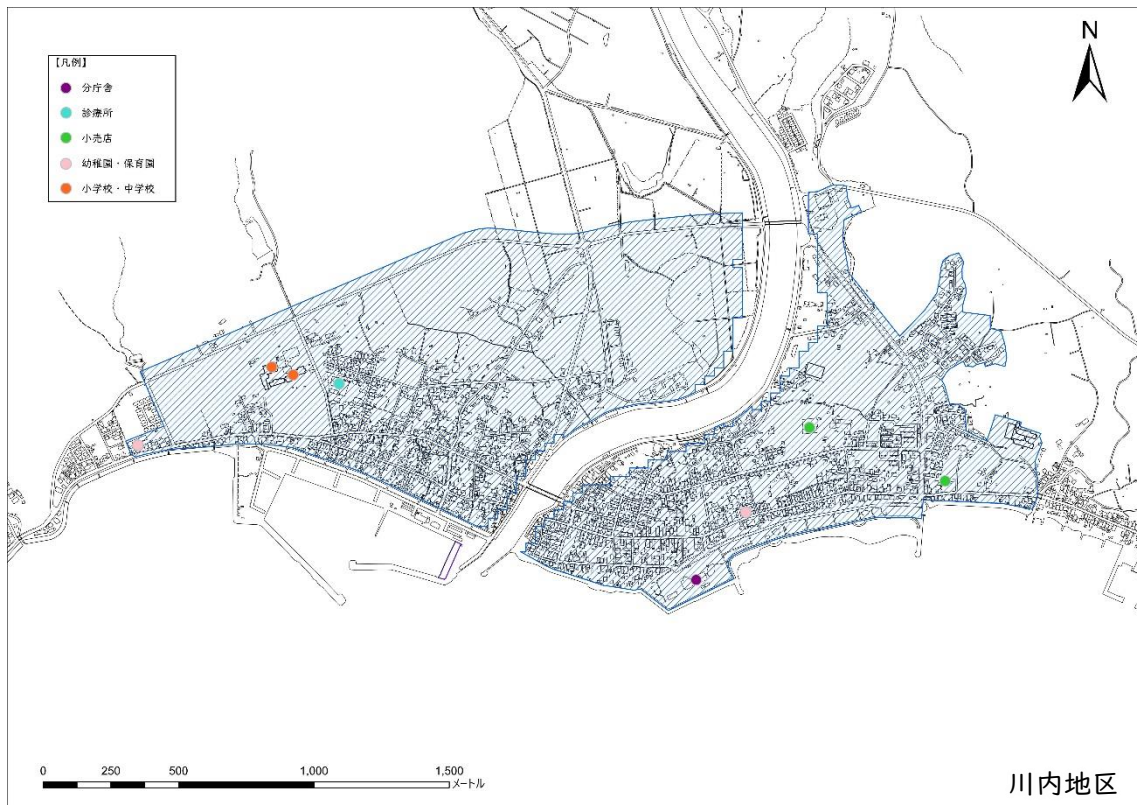 N
【凡例】
分庁舎
診療所
小売店
幼稚園・保育園
小学校・中学校
0 250 500 1,000 1,500
メートル
川内地区